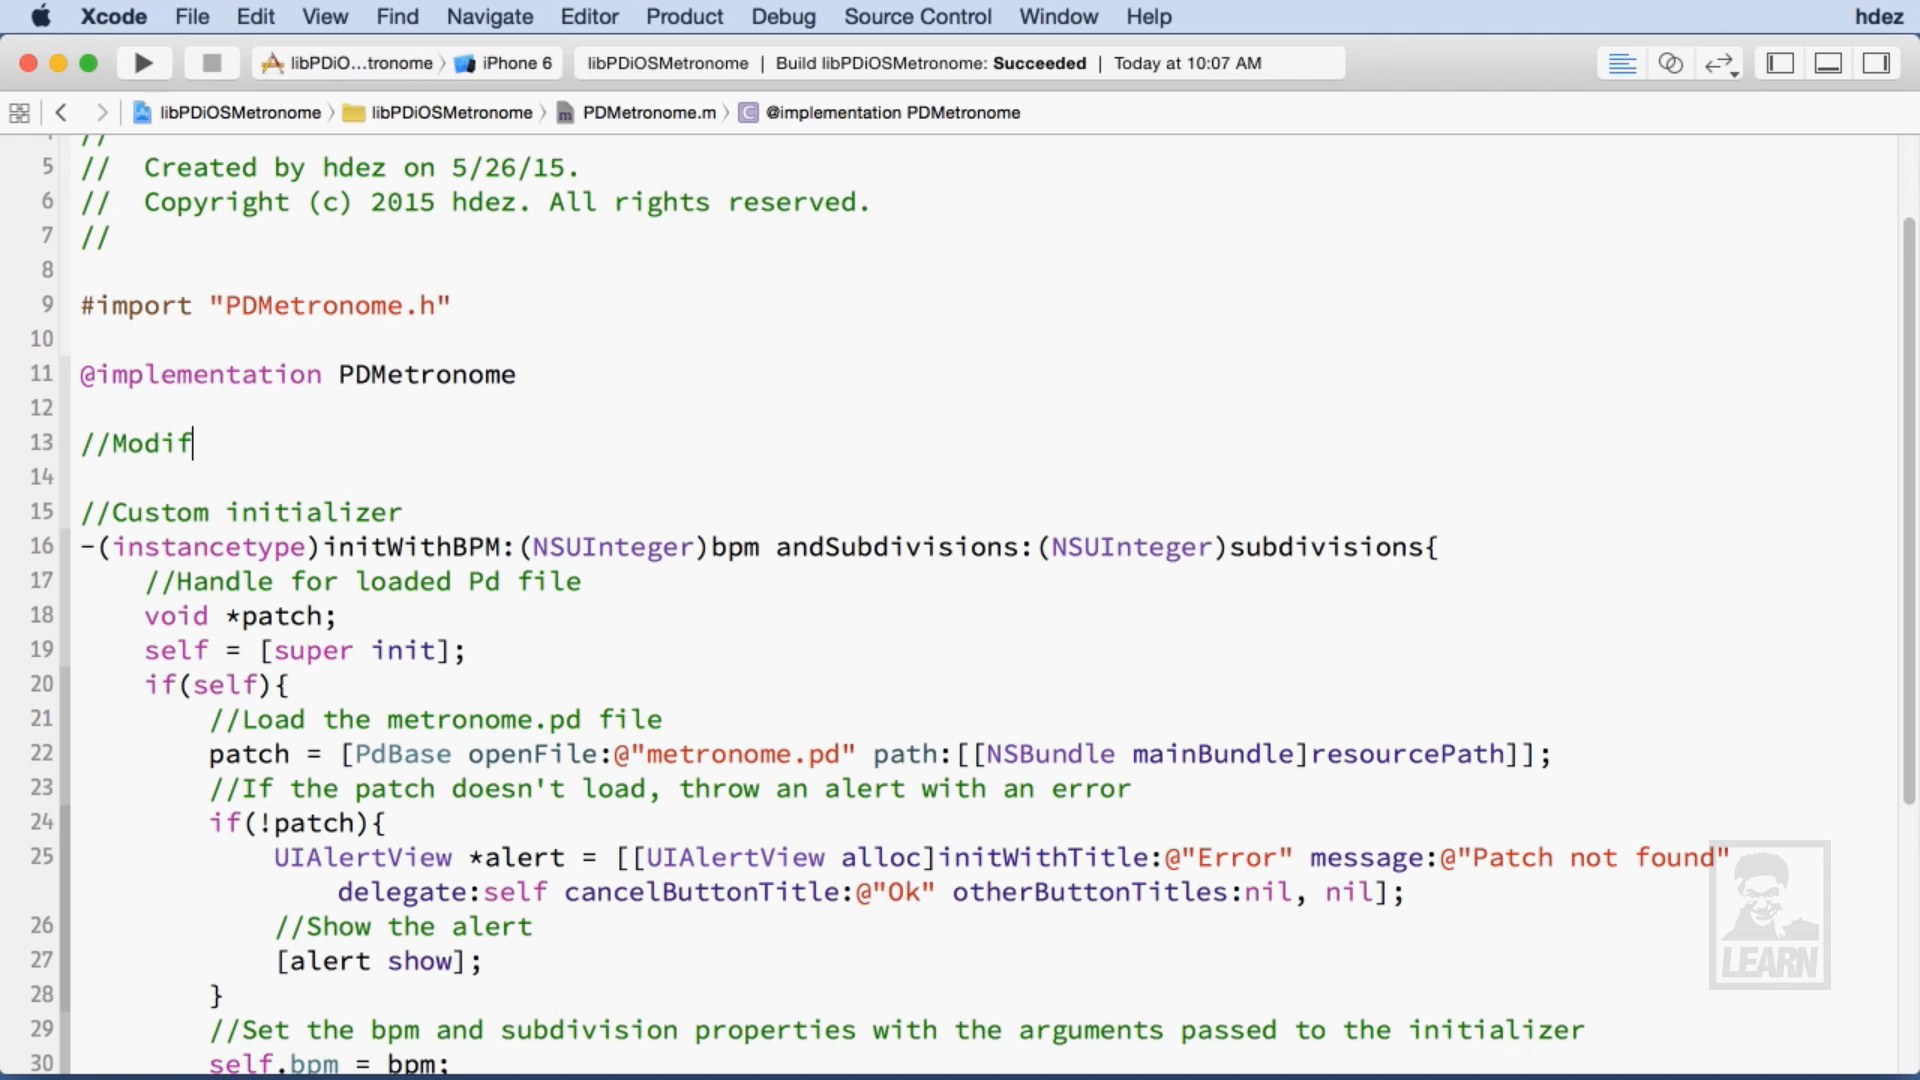 Xcode File Edit View Find Navigate Editor Product Debug Source Control Window Help hdez
libPDiO...tronome iPhone 6 libPDiOSMetronome | Build libPDiOSMetronome: Succeeded | Today at 10:07 AM
libPDiOSMetronome libPDiOSMetronome m PDMetronome.m C @implementation PDMetronome
//
5 // Created by hdez on 5/26/15.
6 // Copyright (c) 2015 hdez. All rights reserved.
7 //
8
9 #import "PDMetronome.h"
10
11 @implementation PDMetronome
12
13 //Modif
14
15 //Custom initializer
16 -(instancetype)initWithBPM:(NSUInteger)bpm andSubdivisions:(NSUInteger)subdivisions{
17 //Handle for loaded Pd file
18 void *patch;
19 self = [super init];
20 if(self){
21 //Load the metronome.pd file
22 patch = [PdBase openFile:@"metronome.pd" path:[[NSBundle mainBundle]resourcePath]];
23 //If the patch doesn't load, throw an alert with an error
24 if(!patch){
25 UIAlertView *alert = [[UIAlertView alloc]initWithTitle:@"Error" message:@"Patch not found"
delegate:self cancelButtonTitle:@"Ok" otherButtonTitles:nil, nil];
26 //Show the alert
27 [alert show];
28 }
29 //Set the bpm and subdivision properties with the arguments passed to the initializer
30 self.bpm = bpm;
LEARN